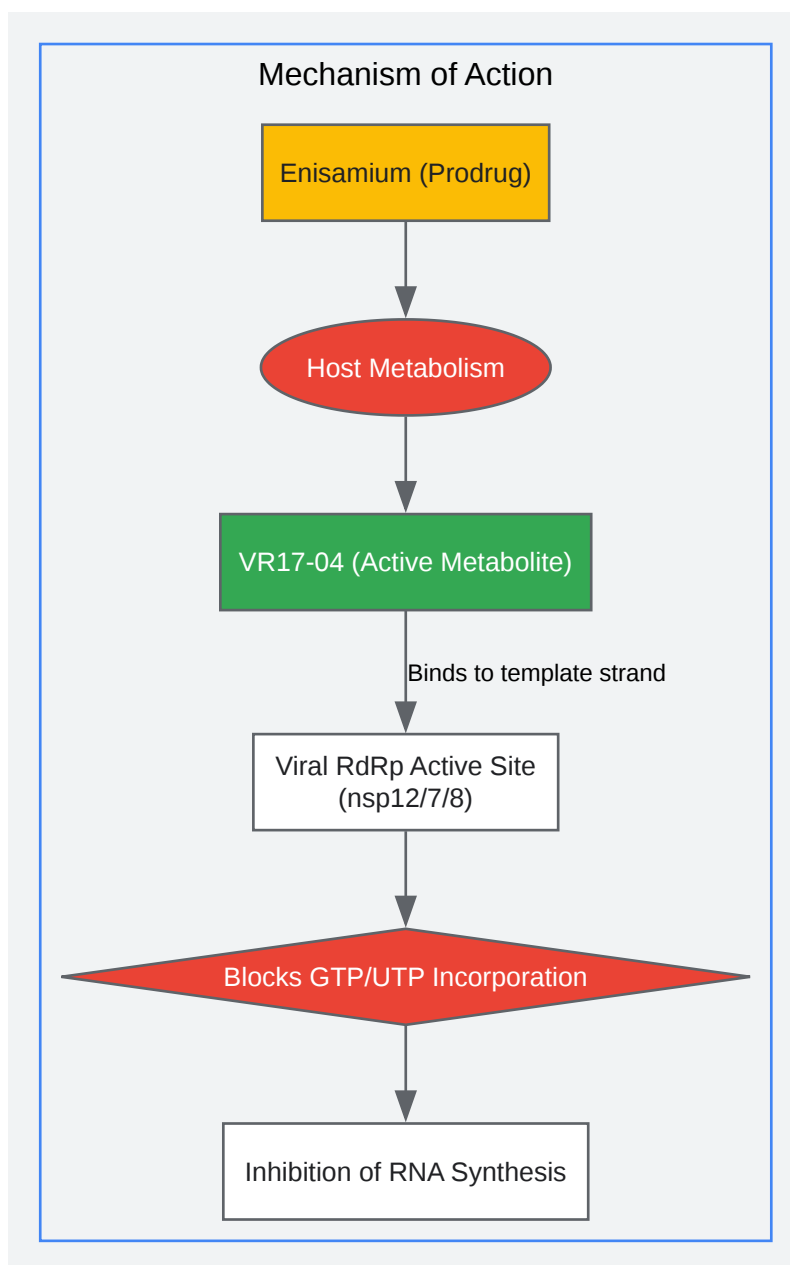 Mechanism of Action
Enisamium (Prodrug)
Host Metabolism
VR17-04 (Active Metabolite)
Binds to template strand
Viral RdRp Active Site
(nsp12/7/8)
Blocks GTP/UTP Incorporation
Inhibition of RNA Synthesis